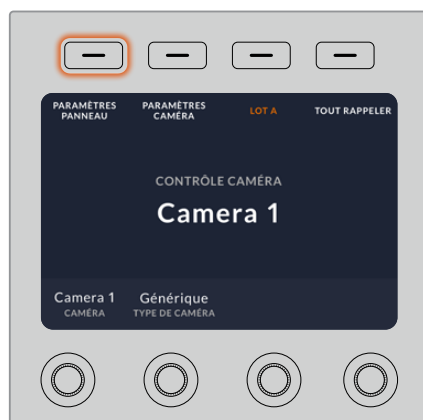 PARAMÈTRES
PANNEAU
PARAMÈTRES
CAMÉRA
LOT A
TOUT RAPPELER
CONTRÔLE CAMÉRA
Camera 1
Camera 1
CAMÉRA
Générique
TYPE DE CAMÉRA